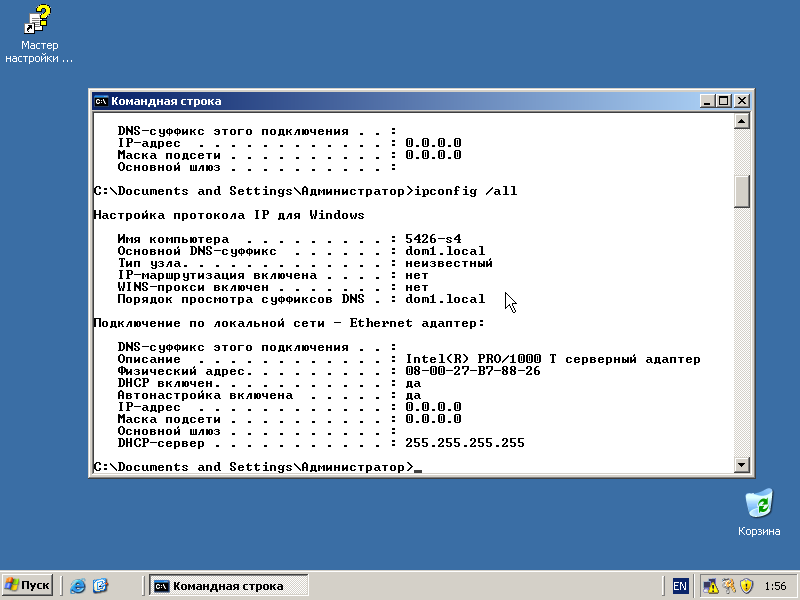 Мастер
настройки ...
Командная строка
DNS-суффикс этого подключения . . :
IP-адрес  . . . . . . . . . . . . : 0.0.0.0
Маска подсети . . . . . . . . . . : 0.0.0.0
Основной шлюз . . . . . . . . . . :
C:\Documents and Settings\Администратор>ipconfig /all
Настройка протокола IP для Windows
Имя компьютера  . . . . . . . . . : 5426-s4
Основной DNS-суффикс  . . . . . . : dom1.local
Тип узла. . . . . . . . . . . . . : неизвестный
IP-маршрутизация включена . . . . : нет
WINS-прокси включен . . . . . . . : нет
Порядок просмотра суффиксов DNS . : dom1.local
Подключение по локальной сети - Ethernet адаптер:
DNS-суффикс этого подключения . . :
Описание  . . . . . . . . . . . . : Intel(R) PRO/1000 T серверный адаптер
Физический адрес. . . . . . . . . : 08-00-27-B7-88-26
DHCP включен. . . . . . . . . . . : да
Автонастройка включена  . . . . . : да
IP-адрес  . . . . . . . . . . . . : 0.0.0.0
Маска подсети . . . . . . . . . . : 0.0.0.0
Основной шлюз . . . . . . . . . . :
DHCP-сервер . . . . . . . . . . . : 255.255.255.255
C:\Documents and Settings\Администратор>_
Корзина
Пуск
Командная строка
EN
1:56